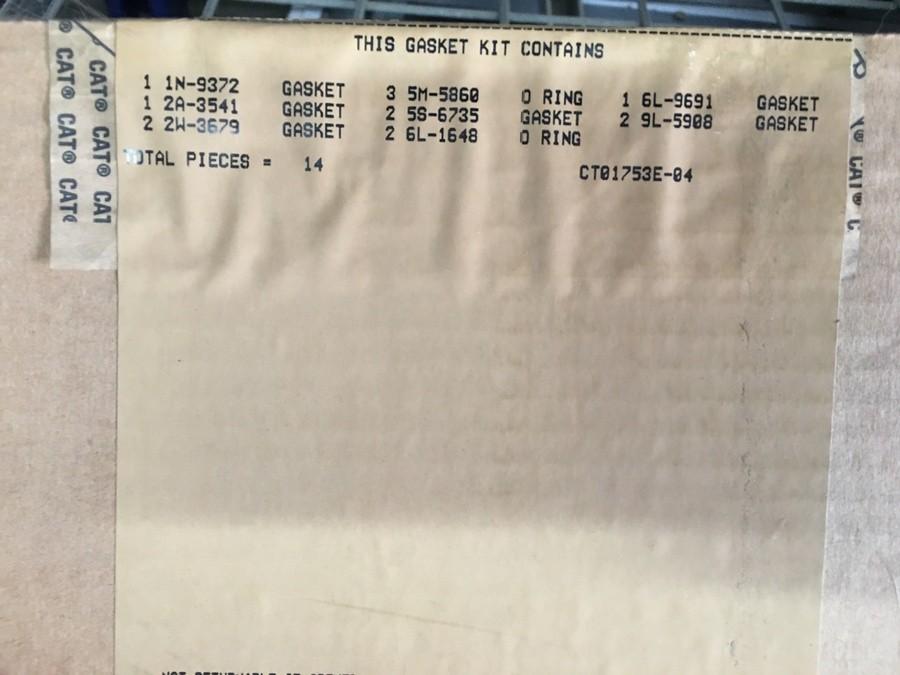 THIS GASKET KIT CONTAINS
1 1N-9372 GASKET 3 5M-5860 O RING 1 6L-9691 GASKET
1 2A-3541 GASKET 2 5S-6735 GASKET 2 9L-5908 GASKET
2 2W-3679 GASKET 2 6L-1648 O RING
TOTAL PIECES = 14
CT01753E-04
CAT® CAT® CAT
® CAT® CAT® CAT®
CAT® C